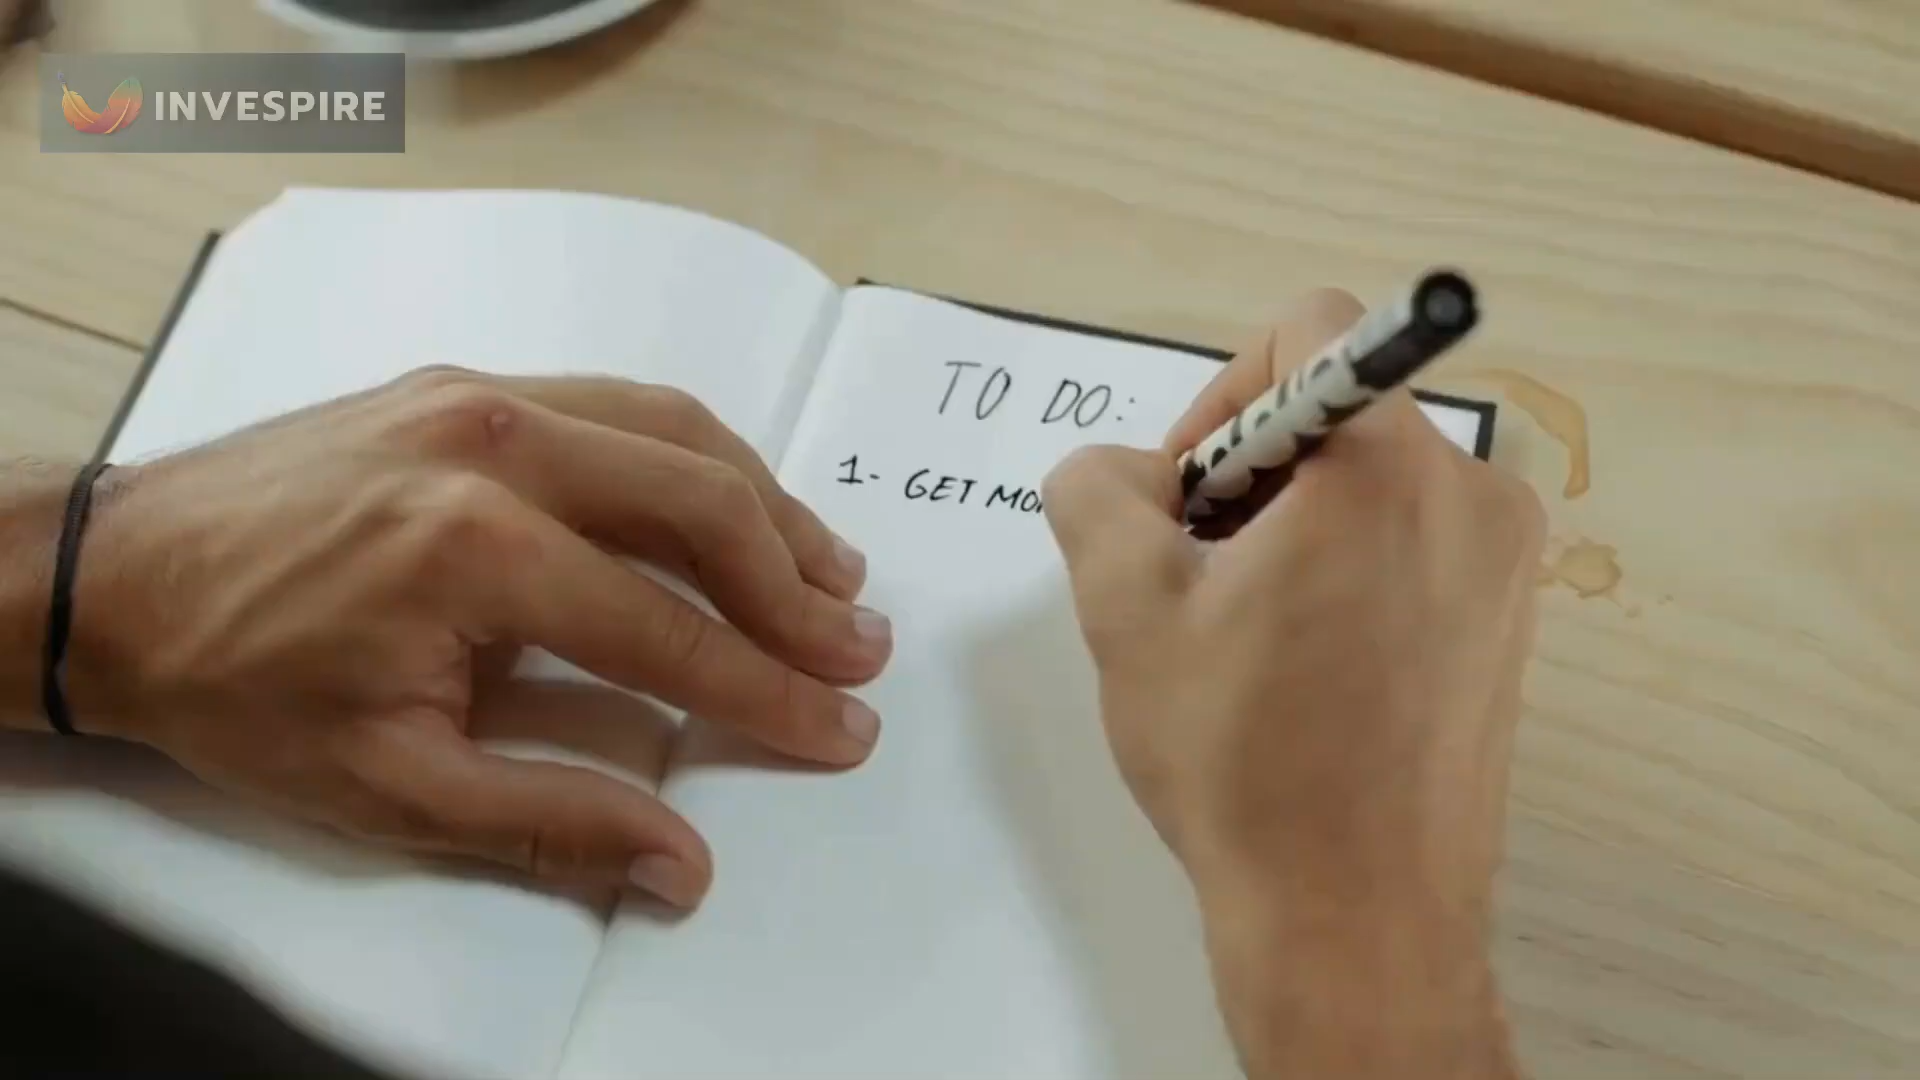 INVESPIRE
TO DO:
1- GET MO